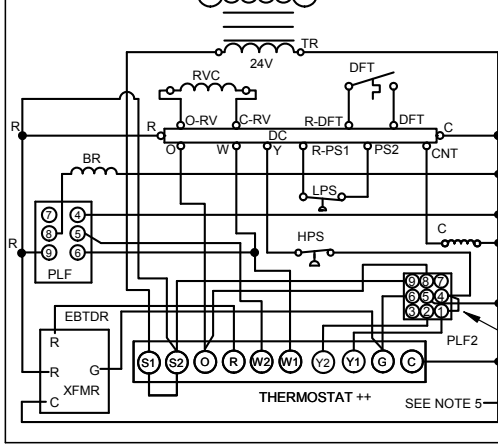 TR
24V
RVC
DFT
O-RV
C-RV
R-DFT
DFT
R
R
DC
C
O
W
Y
R-PS1
PS2
CNT
BR
LPS
C
HPS
7 4
8 5
9 6
R
PLF
9 8 7
6 5 4
3 2 1
PLF2
EBTDR
R
R
G
XFMR
C
S1 S2 O R W2 W1 Y2 Y1 G C
THERMOSTAT ++
SEE NOTE 5